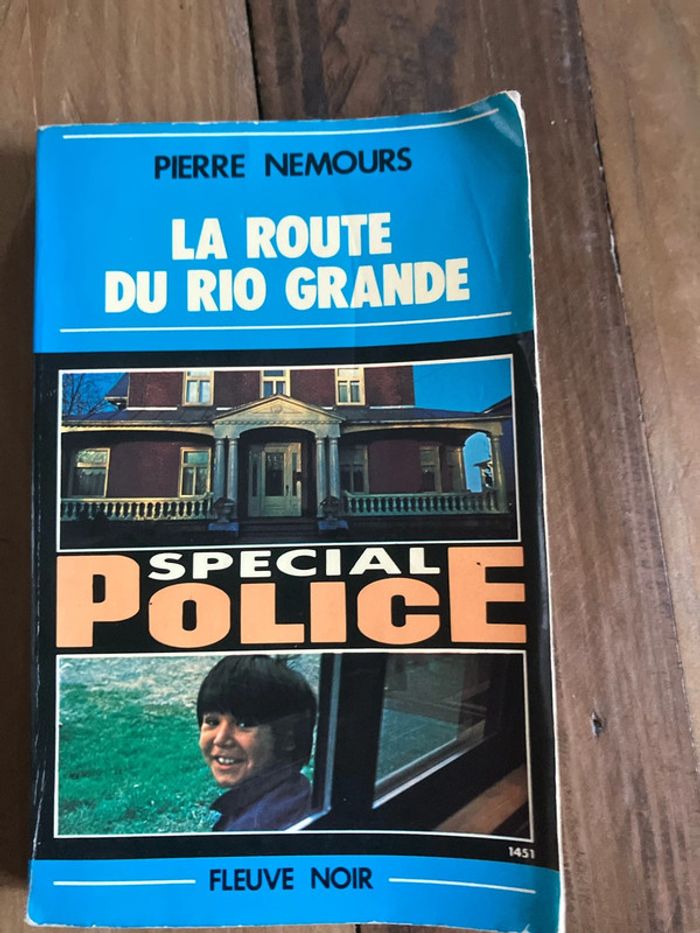 PIERRE NEMOURS
LA ROUTE
DU RIO GRANDE
SPECIAL
POLICE
1451
FLEUVE NOIR